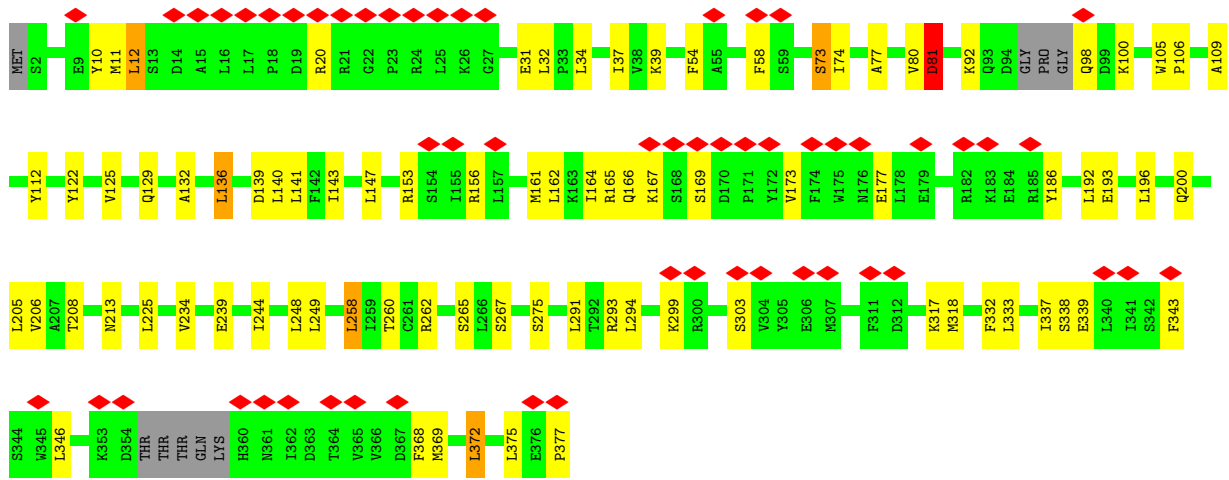 MET S2 E9 Y10 M11 L12 S13 D14 A15 L16 L17 P18 D19 R20 R21 G22 P23 R24 L25 K26 G27 E31 L32 P33 L34 I37 V38 K39 F54 A55 F58 S59 S73 I74 A77 V80 D81 K92 Q93 D94 GLY PRO GLY Q98 D99 K100 W105 P106 A109
Y112 Y122 V125 Q129 A132 L136 D139 L140 L141 F142 I143 L147 R153 S154 I155 R156 L157 M161 L162 K163 I164 R165 Q166 K167 S168 S169 D170 P171 Y172 V173 F174 W175 N176 E177 L178 E179 R182 K183 E184 R185 Y186 L192 E193 L196 Q200
L205 V206 A207 T208 N213 L225 V234 E239 I244 L248 L249 L258 I259 T260 C261 R262 S265 L266 S267 S275 L291 T292 R293 L294 K299 R300 S303 V304 Y305 E306 M307 F311 D312 K317 M318 F332 L333 I337 S338 E339 L340 I341 S342 F343
S344 W345 L346 K353 D354 THR THR THR GLN LYS H360 N361 I362 D363 T364 V365 V366 D367 F368 M369 L372 L375 E376 P377